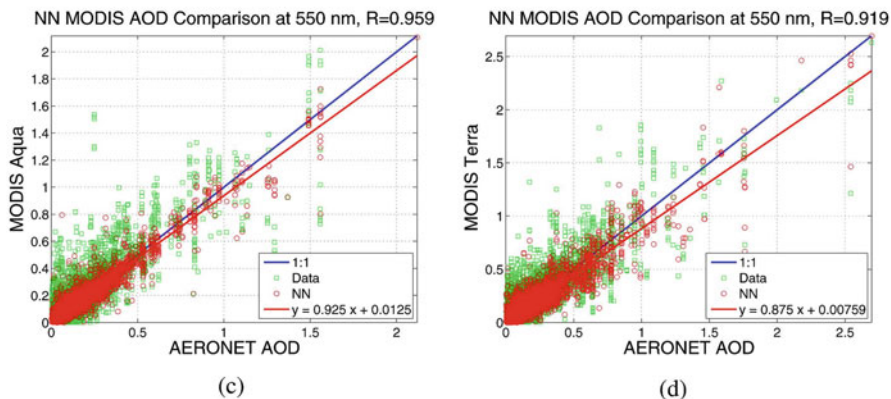 NN MODIS AOD Comparison at 550 nm, R=0.959
MODIS Aqua
2
1.8
1.6
1.4
1.2
1
0.8
0.6
0.4
0.2
0
0 0.5 1 1.5 2
AERONET AOD
1:1
Data
NN
y = 0.925 x + 0.0125
(c)
NN MODIS AOD Comparison at 550 nm, R=0.919
MODIS Terra
2.5
2
1.5
1
0.5
0
0 0.5 1 1.5 2 2.5
AERONET AOD
1:1
Data
NN
y = 0.875 x + 0.00759
(d)